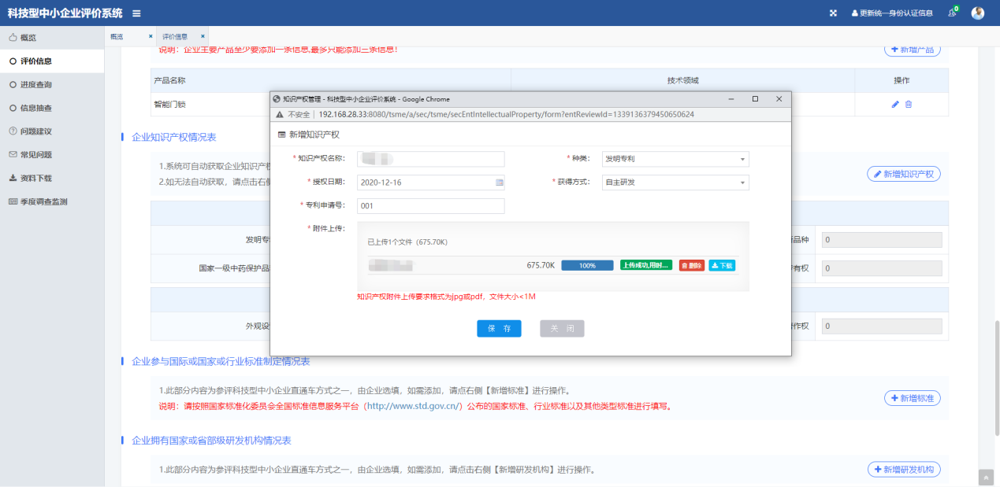 科技型中小企业评价系统
更新统一身份认证信息
0
概览
评价信息
进度查询
信息抽查
问题建议
常见问题
资料下载
季度调查监测
概览 ×
评价信息 ×
说明：企业主要产品至少要添加一条信息,最多只能添加三条信息!
新增产品
产品名称 技术领域 操作
智能门锁
企业知识产权情况表
1.系统可自动获取企业知识产权
2.如无法自动获取，请点击右侧
新增知识产权
知识产权管理 - 科技型中小企业评价系统 - Google Chrome
不安全 | 192.168.28.33:8080/tsme/a/sec/tsme/secEntIntellectualProperty/form?entReviewId=1339136379450650624
新增知识产权
* 知识产权名称：
* 种类： 发明专利
* 授权日期： 2020-12-16
* 获得方式： 自主研发
* 专利申请号： 001
* 附件上传：
已上传1个文件（675.70K）
675.70K 100% 上传成功,用时... 删除 下载
知识产权附件上传要求格式为jpg或pdf，文件大小<1M
保 存 关 闭
发明专
品种 0
国家一级中药保护品
有权 0
外观设
作权 0
企业参与国际或国家或行业标准制定情况表
1.此部分内容为参评科技型中小企业直通车方式之一，由企业选填，如需添加，请点右侧【新增标准】进行操作。
说明：请按照国家标准化委员会全国标准信息服务平台（http://www.std.gov.cn/）公布的国家标准、行业标准以及其他类型标准进行填写。
新增标准
企业拥有国家或省部级研发机构情况表
1.此部分内容为参评科技型中小企业直通车方式之一，由企业选填，如需添加，请点击右侧【新增研发机构】进行操作。
新增研发机构